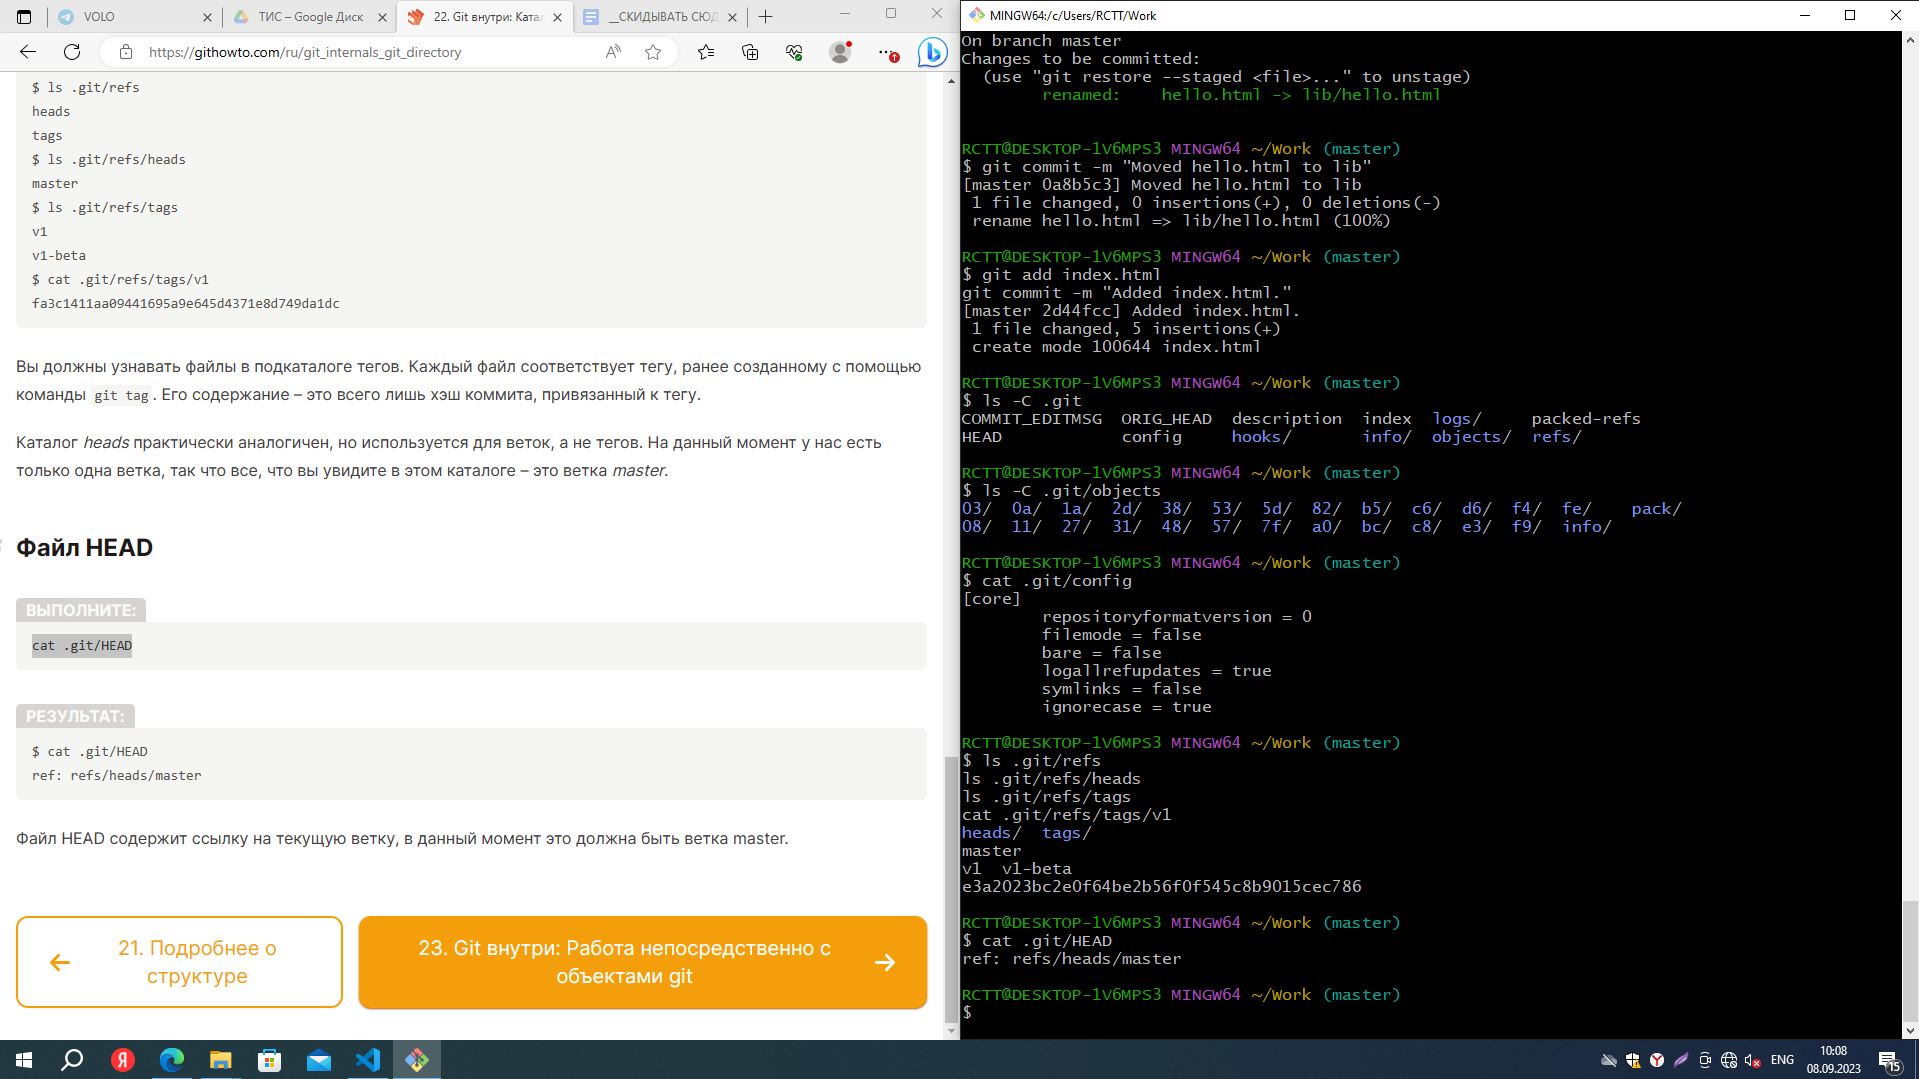 VOLO
ТИС – Google Диск
22. Git внутри: Ката
__СКИДЫВАТЬ СЮД
https://githowto.com/ru/git_internals_git_directory
$ ls .git/refs
heads
tags
$ ls .git/refs/heads
master
$ ls .git/refs/tags
v1
v1-beta
$ cat .git/refs/tags/v1
fa3c1411aa09441695a9e645d4371e8d749da1dc
Вы должны узнавать файлы в подкаталоге тегов. Каждый файл соответствует тегу, ранее созданному с помощью
команды git tag. Его содержание – это всего лишь хэш коммита, привязанный к тегу.
Каталог heads практически аналогичен, но используется для веток, а не тегов. На данный момент у нас есть
только одна ветка, так что все, что вы увидите в этом каталоге – это ветка master.
Файл HEAD
ВЫПОЛНИТЕ:
cat .git/HEAD
РЕЗУЛЬТАТ:
$ cat .git/HEAD
ref: refs/heads/master
Файл HEAD содержит ссылку на текущую ветку, в данный момент это должна быть ветка master.
21. Подробнее о
структуре
23. Git внутри: Работа непосредственно с
объектами git
MINGW64:/c/Users/RCTT/Work
On branch master
Changes to be committed:
(use "git restore --staged <file>..." to unstage)
renamed:    hello.html -> lib/hello.html
RCTT@DESKTOP-1V6MPS3 MINGW64 ~/Work (master)
$ git commit -m "Moved hello.html to lib"
[master 0a8b5c3] Moved hello.html to lib
1 file changed, 0 insertions(+), 0 deletions(-)
rename hello.html => lib/hello.html (100%)
RCTT@DESKTOP-1V6MPS3 MINGW64 ~/Work (master)
$ git add index.html
git commit -m "Added index.html."
[master 2d44fcc] Added index.html.
1 file changed, 5 insertions(+)
create mode 100644 index.html
RCTT@DESKTOP-1V6MPS3 MINGW64 ~/Work (master)
$ ls -C .git
COMMIT_EDITMSG  ORIG_HEAD  description  index  logs/     packed-refs
HEAD            config     hooks/       info/  objects/  refs/
RCTT@DESKTOP-1V6MPS3 MINGW64 ~/Work (master)
$ ls -C .git/objects
03/  0a/  1a/  2d/  38/  53/  5d/  82/  b5/  c6/  d6/  f4/  fe/    pack/
08/  11/  27/  31/  48/  57/  7f/  a0/  bc/  c8/  e3/  f9/  info/
RCTT@DESKTOP-1V6MPS3 MINGW64 ~/Work (master)
$ cat .git/config
[core]
repositoryformatversion = 0
filemode = false
bare = false
logallrefupdates = true
symlinks = false
ignorecase = true
RCTT@DESKTOP-1V6MPS3 MINGW64 ~/Work (master)
$ ls .git/refs
ls .git/refs/heads
ls .git/refs/tags
cat .git/refs/tags/v1
heads/  tags/
master
v1  v1-beta
e3a2023bc2e0f64be2b56f0f545c8b9015cec786
RCTT@DESKTOP-1V6MPS3 MINGW64 ~/Work (master)
$ cat .git/HEAD
ref: refs/heads/master
RCTT@DESKTOP-1V6MPS3 MINGW64 ~/Work (master)
$
ENG
10:08
08.09.2023
15